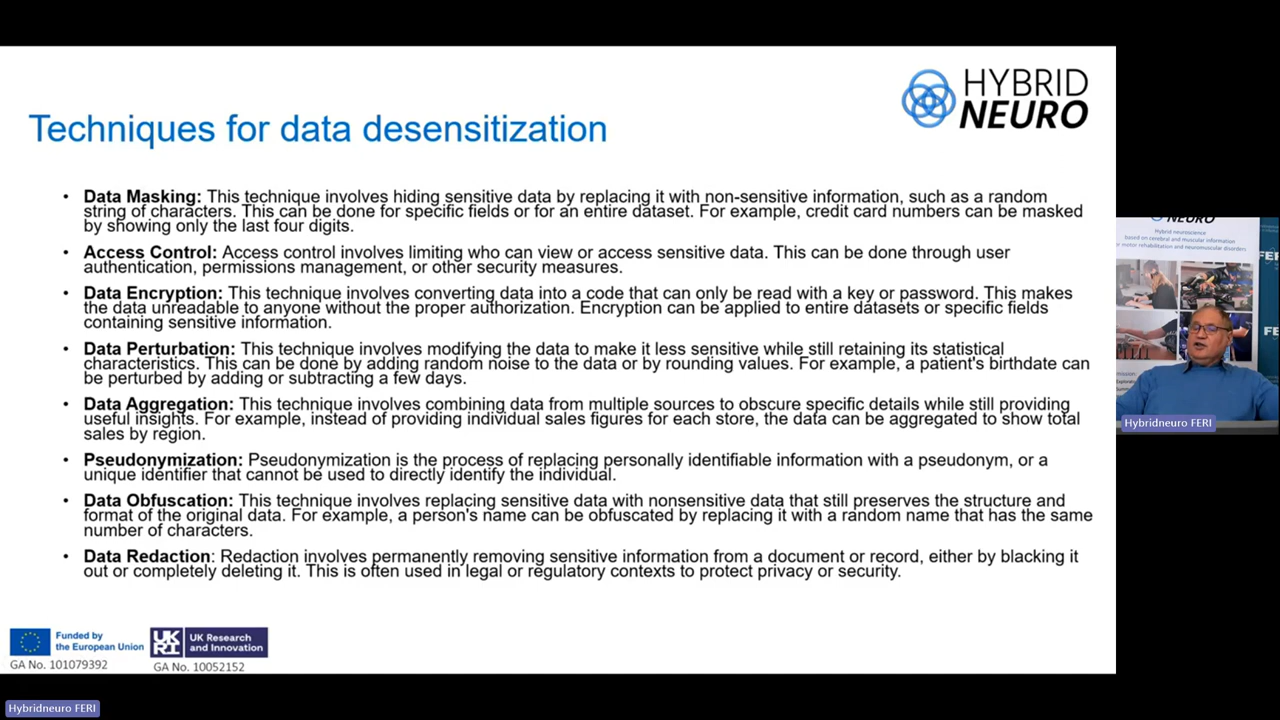 HYBRID
NEURO
Techniques for data desensitization
• Data Masking: This technique involves hiding sensitive data by replacing it with non-sensitive information, such as a random
string of characters. This can be done for specific fields or for an entire dataset. For example, credit card numbers can be masked
by showing only the last four digits.
• Access Control: Access control involves limiting who can view or access sensitive data. This can be done through user
authentication, permissions management, or other security measures.
• Data Encryption: This technique involves converting data into a code that can only be read with a key or password. This makes
the data unreadable to anyone without the proper authorization. Encryption can be applied to entire datasets or specific fields
containing sensitive information.
• Data Perturbation: This technique involves modifying the data to make it less sensitive while still retaining its statistical
characteristics. This can be done by adding random noise to the data or by rounding values. For example, a patient's birthdate can
be perturbed by adding or subtracting a few days.
• Data Aggregation: This technique involves combining data from multiple sources to obscure specific details while still providing
useful insights. For example, instead of providing individual sales figures for each store, the data can be aggregated to show total
sales by region.
• Pseudonymization: Pseudonymization is the process of replacing personally identifiable information with a pseudonym, or a
unique identifier that cannot be used to directly identify the individual.
• Data Obfuscation: This technique involves replacing sensitive data with nonsensitive data that still preserves the structure and
format of the original data. For example, a person's name can be obfuscated by replacing it with a random name that has the same
number of characters.
• Data Redaction: Redaction involves permanently removing sensitive information from a document or record, either by blacking it
out or completely deleting it. This is often used in legal or regulatory contexts to protect privacy or security.
Funded by
the European Union
GA No. 101079392
UK
RI
UK Research
and Innovation
GA No. 10052152
NEURO
Hybrid neuroscience
based on cerebral and muscular information
motor rehabilitation and neuromuscular disorders
Hybridneuro FERI
Hybridneuro FERI